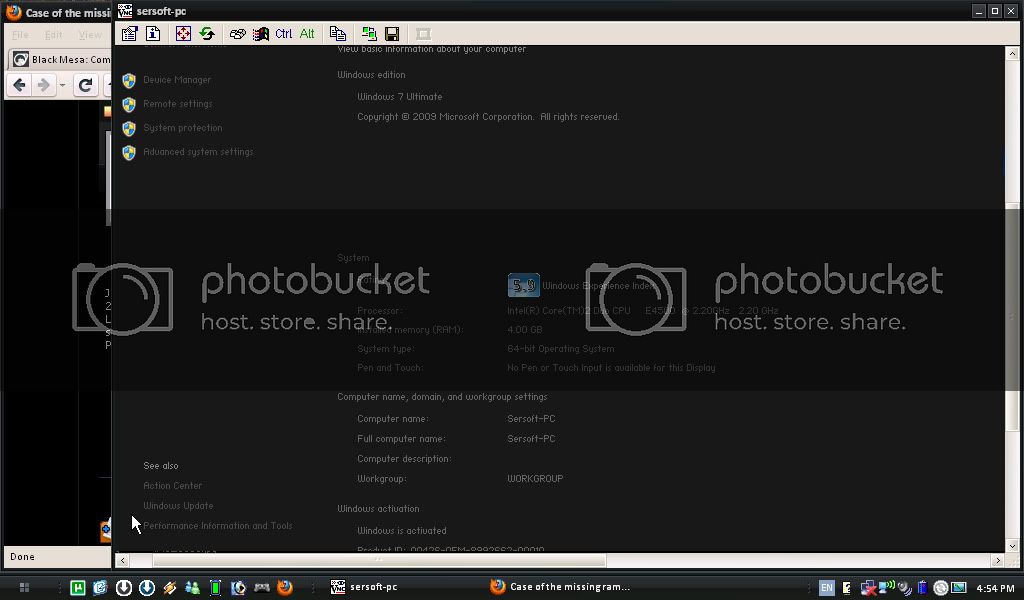 Case of the missi
sersoft-pc
File Edit View
Ctrl Alt
Black Mesa: Com
View basic information about your computer
Windows edition
Device Manager
Windows 7 Ultimate
Remote settings
Copyright © 2009 Microsoft Corporation. All rights reserved.
System protection
Advanced system settings
System
photobucket
host. store. share.
photobucket
host. store. share.
5.9 Windows Experience Index
Processor: Intel(R) Core(TM)2 Duo CPU E4500 @ 2.20GHz 2.20 GHz
Installed memory (RAM): 4.00 GB
System type: 64-bit Operating System
Pen and Touch: No Pen or Touch Input is available for this Display
Computer name, domain, and workgroup settings
Computer name: Sersoft-PC
Full computer name: Sersoft-PC
Computer description:
Workgroup: WORKGROUP
See also
Action Center
Windows Update
Performance Information and Tools
Windows activation
Windows is activated
Product ID: 00426-OEM-8992662-00010
Done
sersoft-pc
Case of the missing ram...
EN
4:54 PM